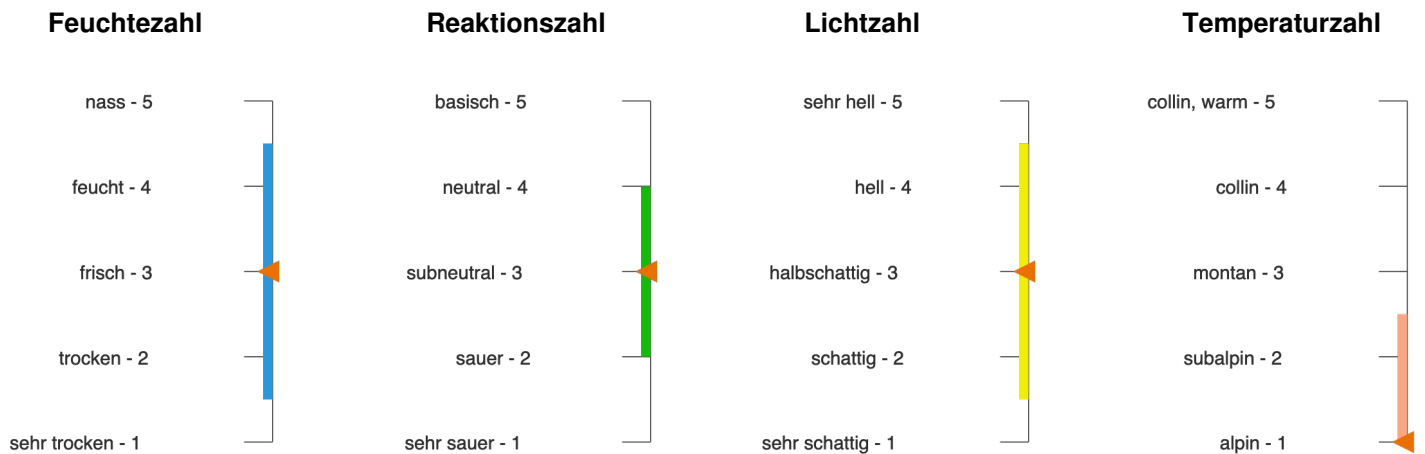 Feuchtezahl
nass - 5
feucht - 4
frisch - 3
trocken - 2
sehr trocken - 1
Reaktionszahl
basisch - 5
neutral - 4
subneutral - 3
sauer - 2
sehr sauer - 1
Lichtzahl
sehr hell - 5
hell - 4
halbschattig - 3
schattig - 2
sehr schattig - 1
Temperaturzahl
collin, warm - 5
collin - 4
montan - 3
subalpin - 2
alpin - 1